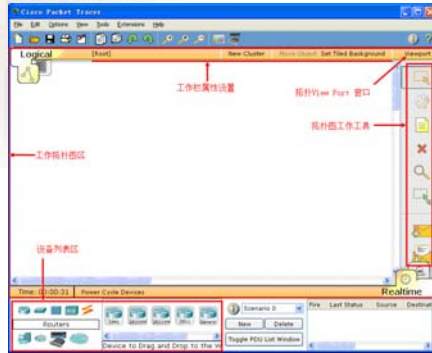 Cisco Packet Tracer
File Edit Options View Tools Extensions Help
Logical [Root] New Cluster Move Object Set Tiled Background Viewport
工作栏属性设置
拓扑View Port 窗口
拓扑图工作工具
工作拓扑图区
设备列表区
Time: 00:00:31 Power Cycle Devices Realtime
Routers
Scenario 0
New Delete
Toggle PDU List Window
Fire Last Status Source Destinat
Device to Drag and Drop to the W